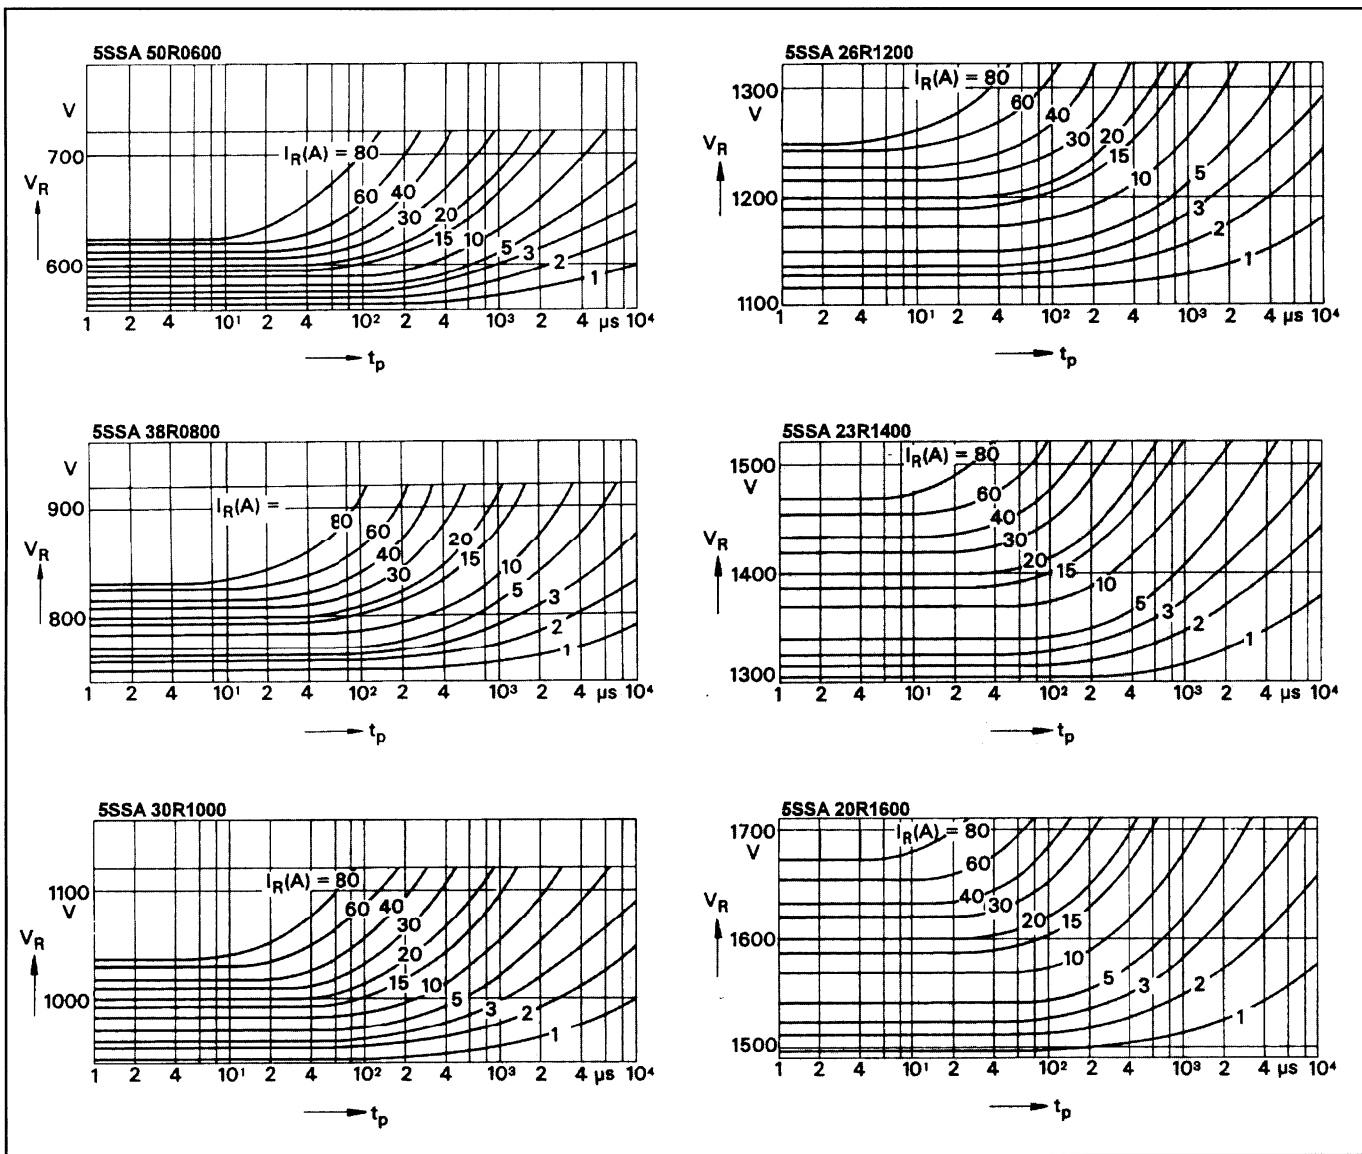 5SSA 50R0600
V
700
V_R
600
I_R(A) = 80
60
40
30
20
15
10
5
3
2
1
1 2 4 10¹ 2 4 10² 2 4 10³ 2 4 µs 10⁴
t_p
5SSA 26R1200
1300
V
V_R
1200
1100
I_R(A) = 80
60
40
30
20
15
10
5
3
2
1
1 2 4 10¹ 2 4 10² 2 4 10³ 2 4 µs 10⁴
t_p
5SSA 38R0800
V
900
V_R
800
I_R(A) =
80
60
40
30
20
15
10
5
3
2
1
1 2 4 10¹ 2 4 10² 2 4 10³ 2 4 µs 10⁴
t_p
5SSA 23R1400
1500
V
V_R
1400
1300
I_R(A) = 80
60
40
30
20
15
10
5
3
2
1
1 2 4 10¹ 2 4 10² 2 4 10³ 2 4 µs 10⁴
t_p
5SSA 30R1000
1100
V
V_R
1000
I_R(A) = 80
60
40
30
20
15
10
5
3
2
1
1 2 4 10¹ 2 4 10² 2 4 10³ 2 4 µs 10⁴
t_p
5SSA 20R1600
1700
V
V_R
1600
1500
I_R(A) = 80
60
40
30
20
15
10
5
3
2
1
1 2 4 10¹ 2 4 10² 2 4 10³ 2 4 µs 10⁴
t_p